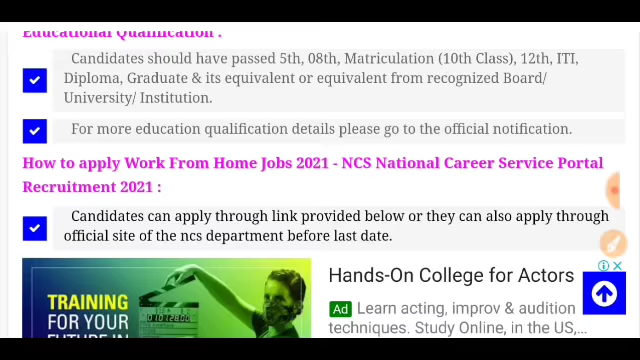 Educational Qualification :
Candidates should have passed 5th, 08th, Matriculation (10th Class), 12th, ITI,
Diploma, Graduate & its equivalent or equivalent from recognized Board/
University/ Institution.
For more education qualification details please go to the official notification.
How to apply Work From Home Jobs 2021 - NCS National Career Service Portal
Recruitment 2021 :
Candidates can apply through link provided below or they can also apply through
official site of the ncs department before last date.
TRAINING
FOR YOUR
FUTURE IN
Hands-On College for Actors
Ad Learn acting, improv & audition
techniques. Study Online, in the US,...